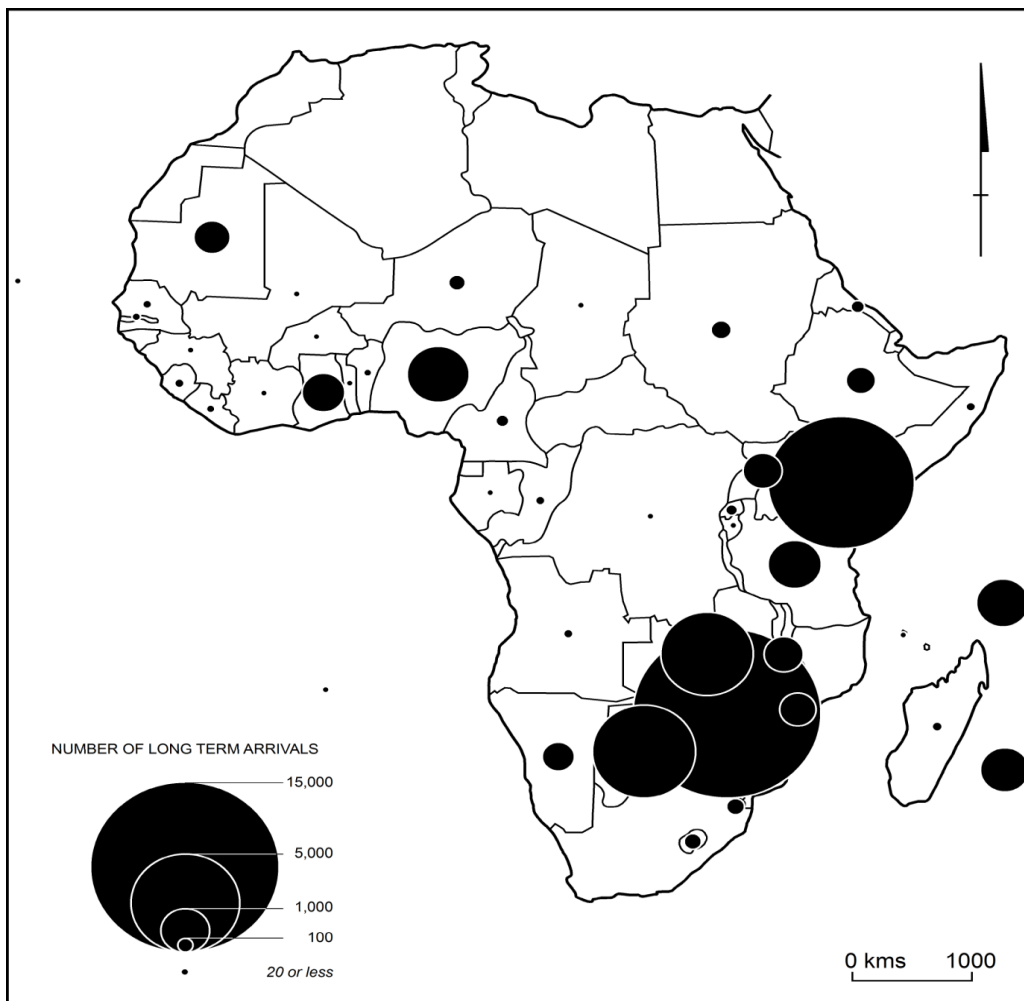 NUMBER OF LONG TERM ARRIVALS
15,000
5,000
1,000
100
20 or less
0 kms 1000